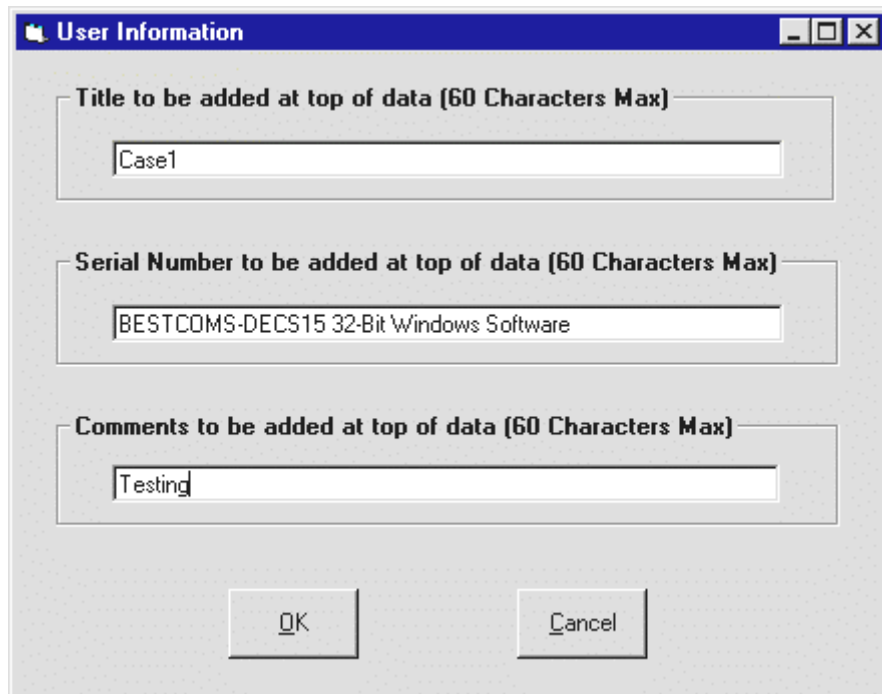 User Information
Title to be added at top of data (60 Characters Max)
Case1
Serial Number to be added at top of data (60 Characters Max)
BESTCOMS-DECS15 32-Bit Windows Software
Comments to be added at top of data (60 Characters Max)
Testing
OK Cancel